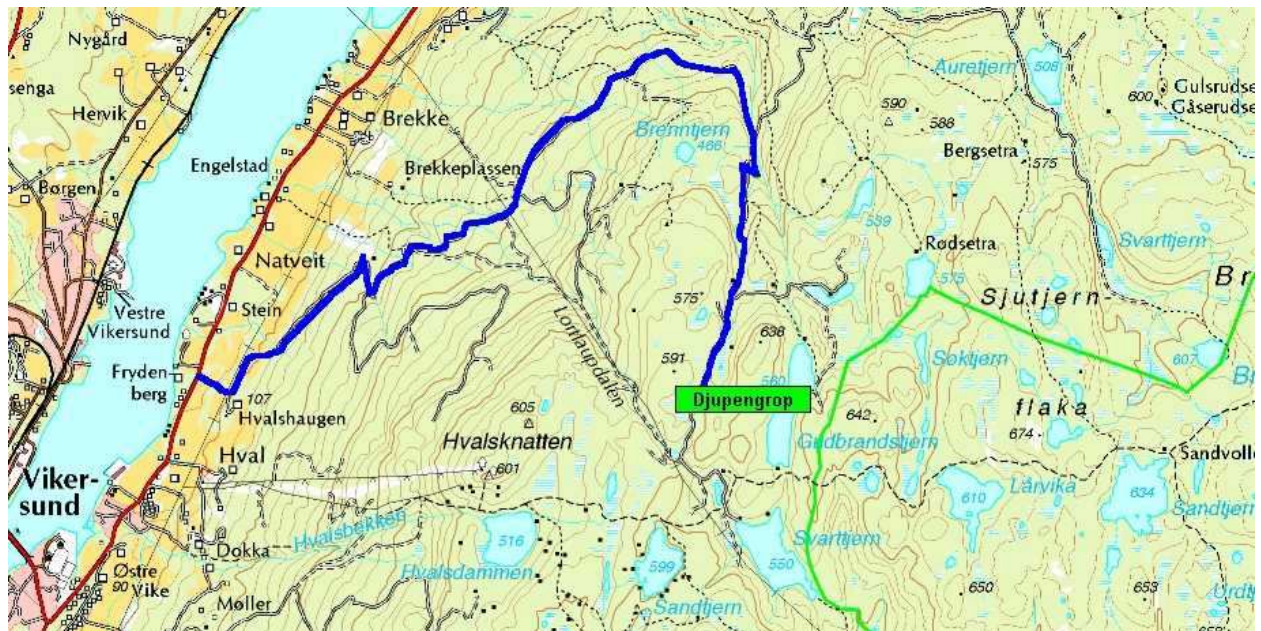 Nygård
senga
Hervik
Børgen
Brekke
Engelstad
Brekkeplassen
Natveit
Stein
Vestre
Vikersund
Fryden-
berg
107
Hvalshaugen
Hval
Viker-
sund
Dokka
Østre
90 Vike
Møller
Hvalsbekken
Hvalsdammen
516
Hvalsknatten
605
601
Lortlaupdalen
Brenntjern
466
Auretjern
508
590
588
600
Gulsrudse
Gåserudse
Bergsetra
575
539
Svarttjern
Rødsetra
575
Sjutjern-
flaka
Br
607
Br
575
638
591
560
Djupengrop
Gudbrandstjern
642
Søktjern
674
Sandvolle
610
Lårvika
634
Sandtjern
Svarttjern
550
599
Sandtjern
650
653
Urdtj